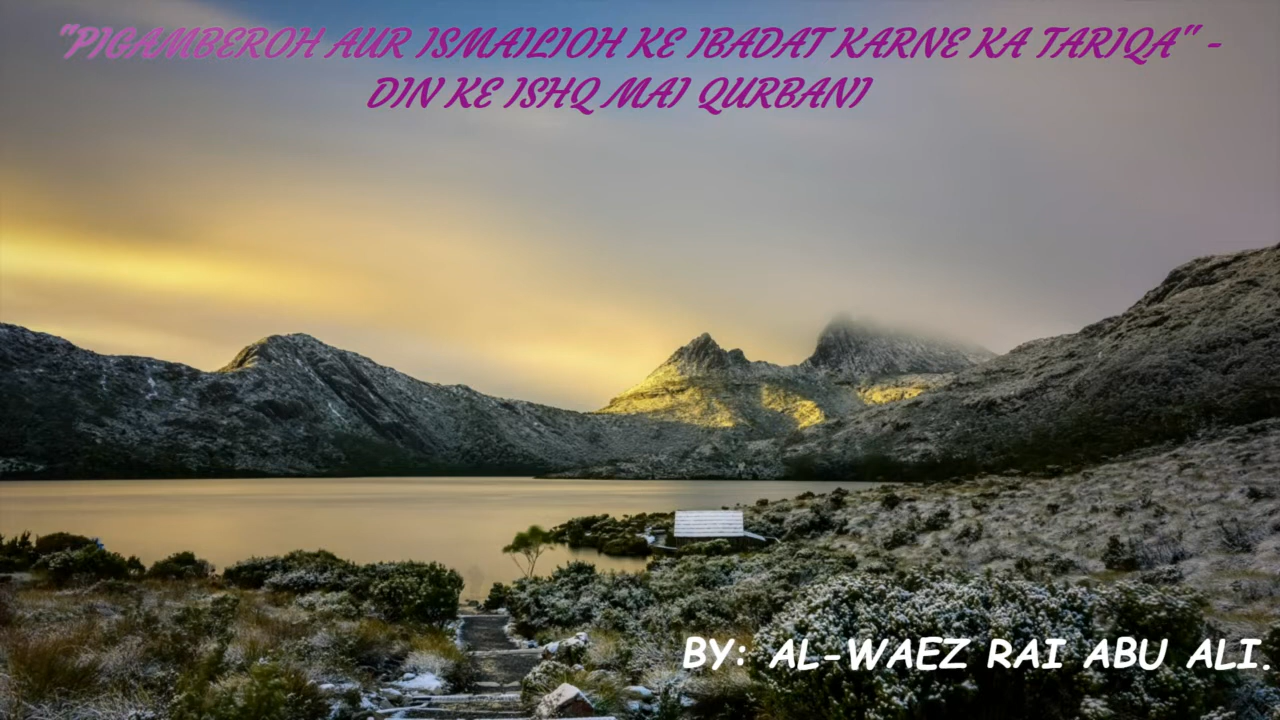 "PIGAMBEROH AUR ISMAILIOH KE IBADAT KARNE KA TARIQA" -
DIN KE ISHQ MAI QURBANI
BY: AL-WAEZ RAI ABU ALI.